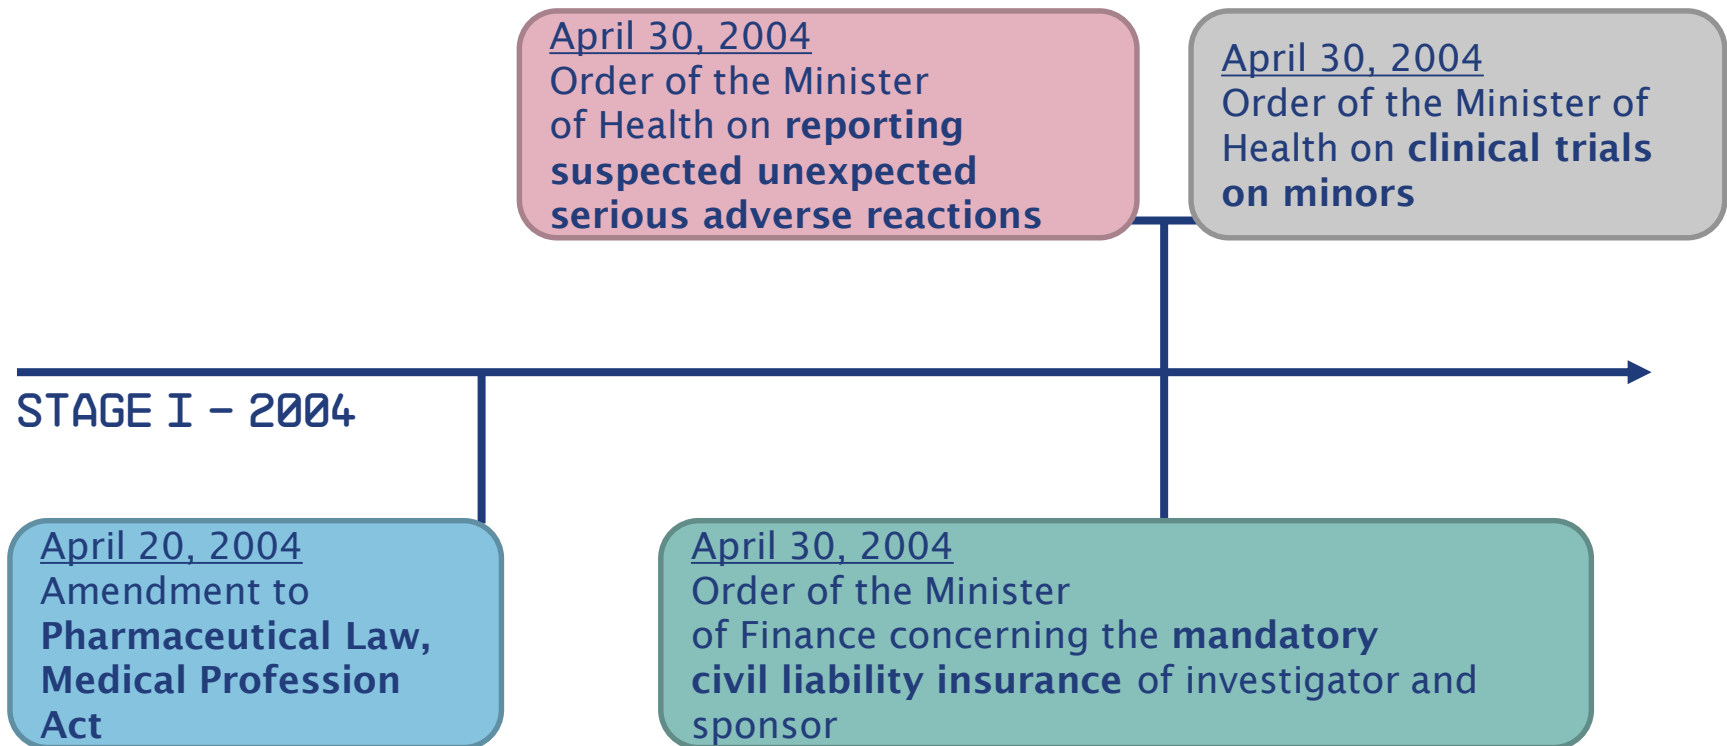 April 30, 2004
Order of the Minister
of Health on reporting
suspected unexpected
serious adverse reactions
April 30, 2004
Order of the Minister of
Health on clinical trials
on minors
STAGE I – 2004
April 20, 2004
Amendment to
Pharmaceutical Law,
Medical Profession
Act
April 30, 2004
Order of the Minister
of Finance concerning the mandatory
civil liability insurance of investigator and
sponsor